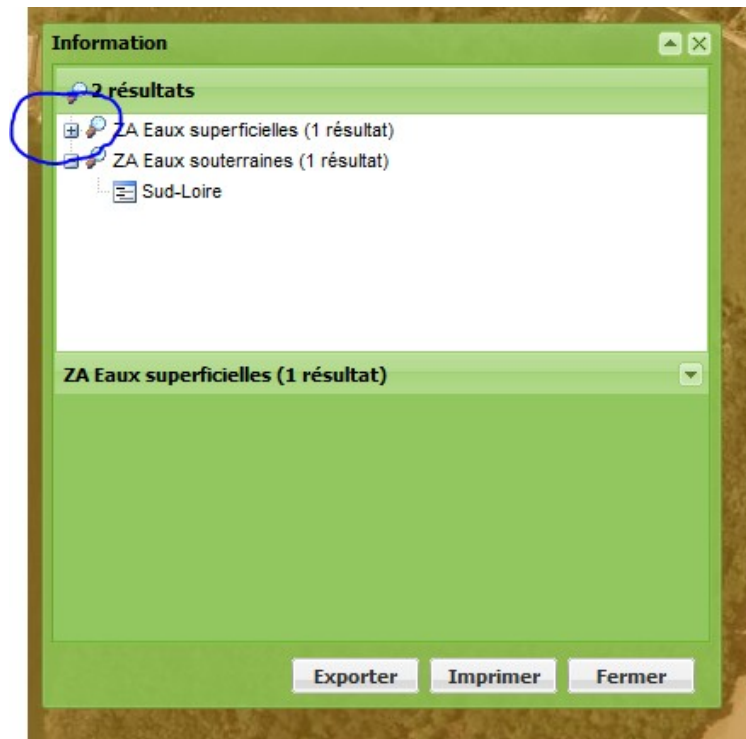 Information
2 résultats
ZA Eaux superficielles (1 résultat)
ZA Eaux souterraines (1 résultat)
Sud-Loire
ZA Eaux superficielles (1 résultat)
Exporter Imprimer Fermer